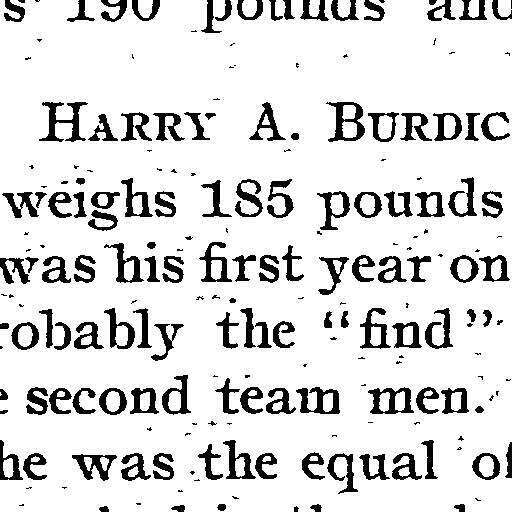 190 pounds and
HARRY A. BURDIC
weighs 185 pounds
was his first year on
robably the "find"
second team men.
he was the equal of